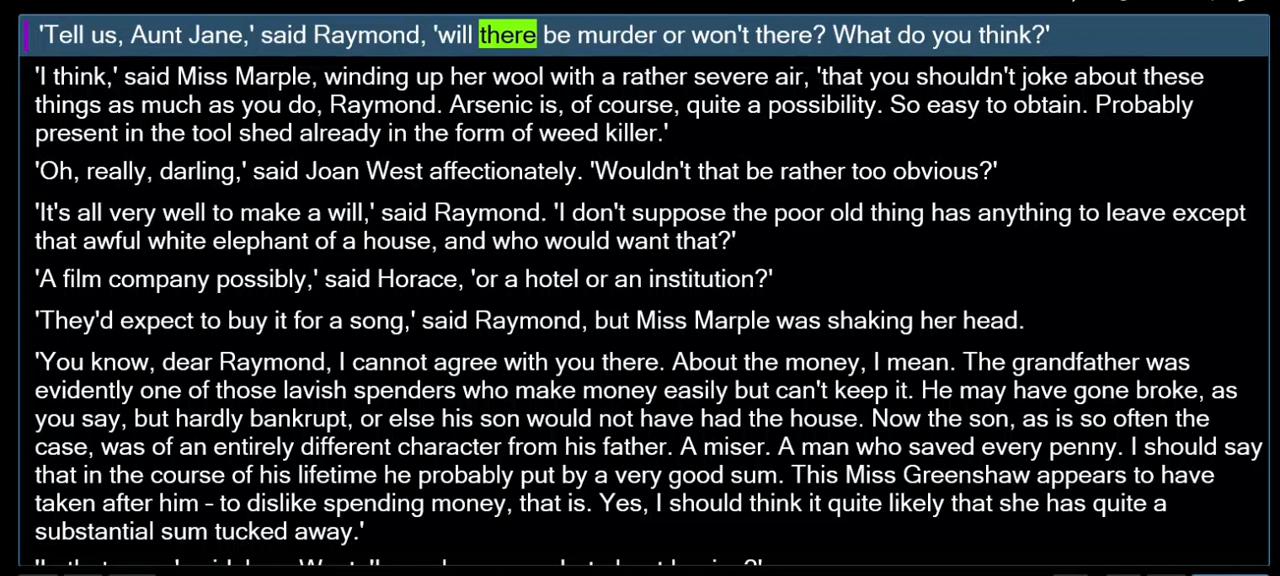 'Tell us, Aunt Jane,' said Raymond, 'will there be murder or won't there? What do you think?'
'I think,' said Miss Marple, winding up her wool with a rather severe air, 'that you shouldn't joke about these
things as much as you do, Raymond. Arsenic is, of course, quite a possibility. So easy to obtain. Probably
present in the tool shed already in the form of weed killer.'
'Oh, really, darling,' said Joan West affectionately. 'Wouldn't that be rather too obvious?'
'It's all very well to make a will,' said Raymond. 'I don't suppose the poor old thing has anything to leave except
that awful white elephant of a house, and who would want that?'
'A film company possibly,' said Horace, 'or a hotel or an institution?'
'They'd expect to buy it for a song,' said Raymond, but Miss Marple was shaking her head.
'You know, dear Raymond, I cannot agree with you there. About the money, I mean. The grandfather was
evidently one of those lavish spenders who make money easily but can't keep it. He may have gone broke, as
you say, but hardly bankrupt, or else his son would not have had the house. Now the son, as is so often the
case, was of an entirely different character from his father. A miser. A man who saved every penny. I should say
that in the course of his lifetime he probably put by a very good sum. This Miss Greenshaw appears to have
taken after him - to dislike spending money, that is. Yes, I should think it quite likely that she has quite a
substantial sum tucked away.'